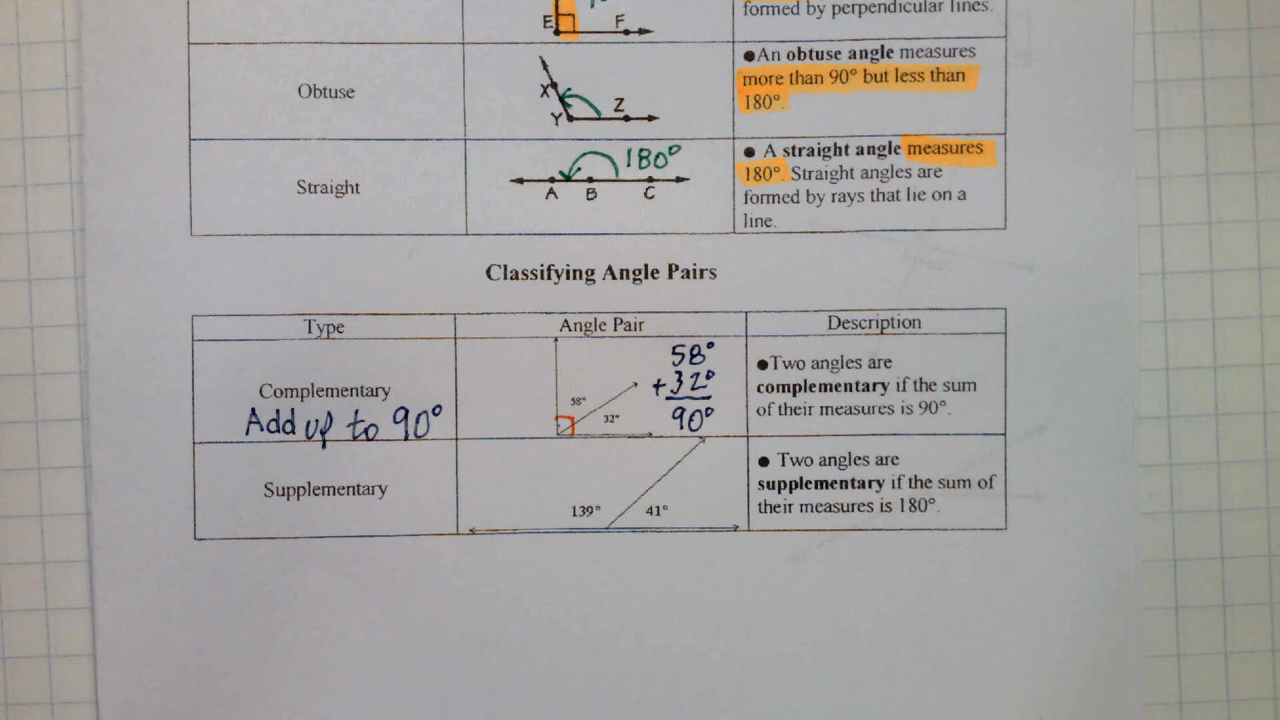 formed by perpendicular lines.
E F
Obtuse
X Y Z
●An obtuse angle measures
more than 90° but less than
180°.
Straight
180°
A B C
● A straight angle measures
180°. Straight angles are
formed by rays that lie on a
line.
Classifying Angle Pairs
Type Angle Pair Description
Complementary
Add up to 90°
58°
32°
58°
+32°
90°
●Two angles are
complementary if the sum
of their measures is 90°.
Supplementary
139° 41°
● Two angles are
supplementary if the sum of
their measures is 180°.